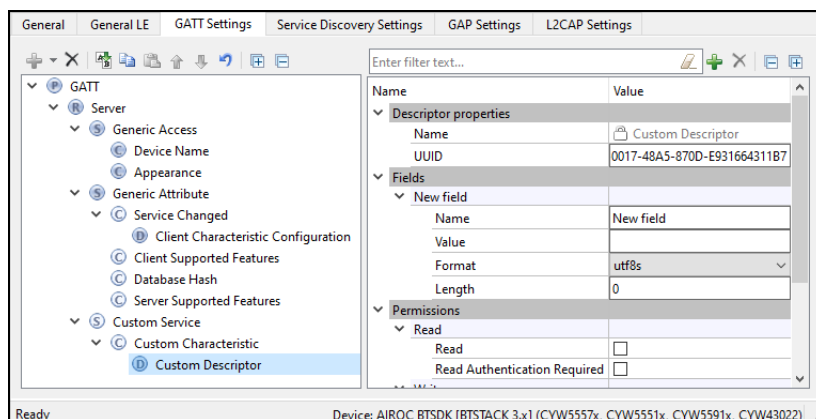 General General LE GATT Settings Service Discovery Settings GAP Settings L2CAP Settings
Enter filter text...
P GATT
R Server
S Generic Access
C Device Name
C Appearance
S Generic Attribute
C Service Changed
D Client Characteristic Configuration
C Client Supported Features
C Database Hash
C Server Supported Features
S Custom Service
C Custom Characteristic
D Custom Descriptor
Name Value
Descriptor properties
Name Custom Descriptor
UUID 0017-48A5-870D-E931664311B7
Fields
New field
Name New field
Value
Format utf8s
Length 0
Permissions
Read
Read
Read Authentication Required
Ready Device: AIROC BTSDK [BTSTACK 3.x] (CYW5557x, CYW5551x, CYW5591x, CYW43022)